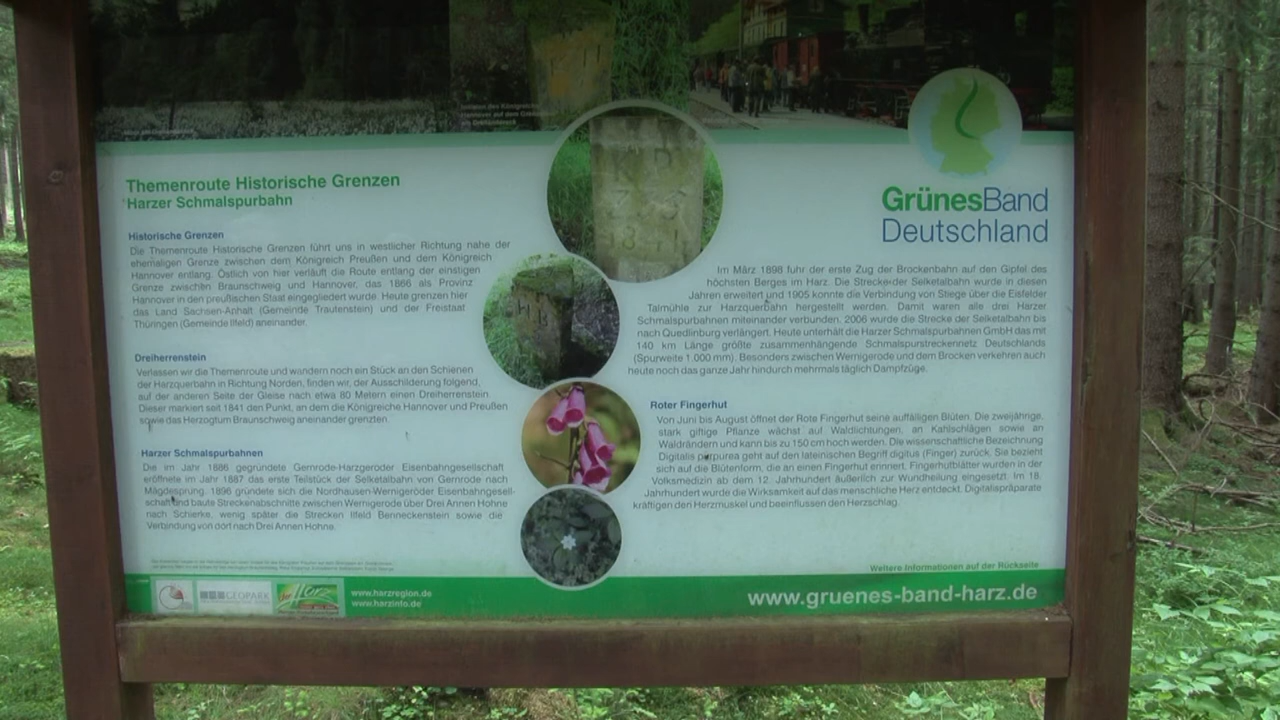 Initialen des Königreichs
Hannover auf dem Grenzstein
am Dreiländereck
K P
Themenroute Historische Grenzen
Harzer Schmalspurbahn
Historische Grenzen
Die Themenroute Historische Grenzen führt uns in westlicher Richtung nahe der
ehemaligen Grenze zwischen dem Königreich Preußen und dem Königreich
Hannover entlang. Östlich von hier verläuft die Route entlang der einstigen
Grenze zwischen Braunschweig und Hannover, das 1866 als Provinz
Hannover in den preußischen Staat eingegliedert wurde. Heute grenzen hier
das Land Sachsen-Anhalt (Gemeinde Trautenstein) und der Freistaat
Thüringen (Gemeinde Ilfeld) aneinander.
Dreiherrenstein
Verlassen wir die Themenroute und wandern noch ein Stück an den Schienen
der Harzquerbahn in Richtung Norden, finden wir, der Ausschilderung folgend,
auf der anderen Seite der Gleise nach etwa 80 Metern einen Dreiherrenstein.
Dieser markiert seit 1841 den Punkt, an dem die Königreiche Hannover und Preußen
sowie das Herzogtum Braunschweig aneinander grenzten.
Harzer Schmalspurbahnen
Die im Jahr 1886 gegründete Gernrode-Harzgeroder Eisenbahngesellschaft
eröffnete im Jahr 1887 das erste Teilstück der Selketalbahn von Gernrode nach
Mägdesprung. 1896 gründete sich die Nordhausen-Wernigeröder Eisenbahngesell-
schaft und baute Streckenabschnitte zwischen Wernigerode über Drei Annen Hohne
nach Schierke, wenig später die Strecken Ilfeld Benneckenstein sowie die
Verbindung von dort nach Drei Annen Hohne.
GrünesBand
Deutschland
Im März 1898 fuhr der erste Zug der Brockenbahn auf den Gipfel des
höchsten Berges im Harz. Die Strecke der Selketalbahn wurde in diesen
Jahren erweitert und 1905 konnte die Verbindung von Stiege über die Eisfelder
Talmühle zur Harzquerbahn hergestellt werden. Damit waren alle drei Harzer
Schmalspurbahnen miteinander verbunden. 2006 wurde die Strecke der Selketalbahn bis
nach Quedlinburg verlängert. Heute unterhält die Harzer Schmalspurbahnen GmbH das mit
140 km Länge größte zusammenhängende Schmalspurstreckennetz Deutschlands
(Spurweite 1.000 mm). Besonders zwischen Wernigerode und dem Brocken verkehren auch
heute noch das ganze Jahr hindurch mehrmals täglich Dampfzüge.
Roter Fingerhut
Von Juni bis August öffnet der Rote Fingerhut seine auffälligen Blüten. Die zweijährige,
stark giftige Pflanze wächst auf Waldlichtungen, an Kahlschlägen sowie an
Waldrändern und kann bis zu 150 cm hoch werden. Die wissenschaftliche Bezeichnung
Digitalis purpurea geht auf den lateinischen Begriff digitus (Finger) zurück. Sie bezieht
sich auf die Blütenform, die an einen Fingerhut erinnert. Fingerhutblätter wurden in der
Volksmedizin ab dem 12. Jahrhundert äußerlich zur Wundheilung eingesetzt. Im 18.
Jahrhundert wurde die Wirksamkeit auf das menschliche Herz entdeckt. Digitalispräparate
kräftigen den Herzmuskel und beeinflussen den Herzschlag.
Weitere Informationen auf der Rückseite
GEOPARK
Harz
www.harzregion.de
www.harzinfo.de
www.gruenes-band-harz.de